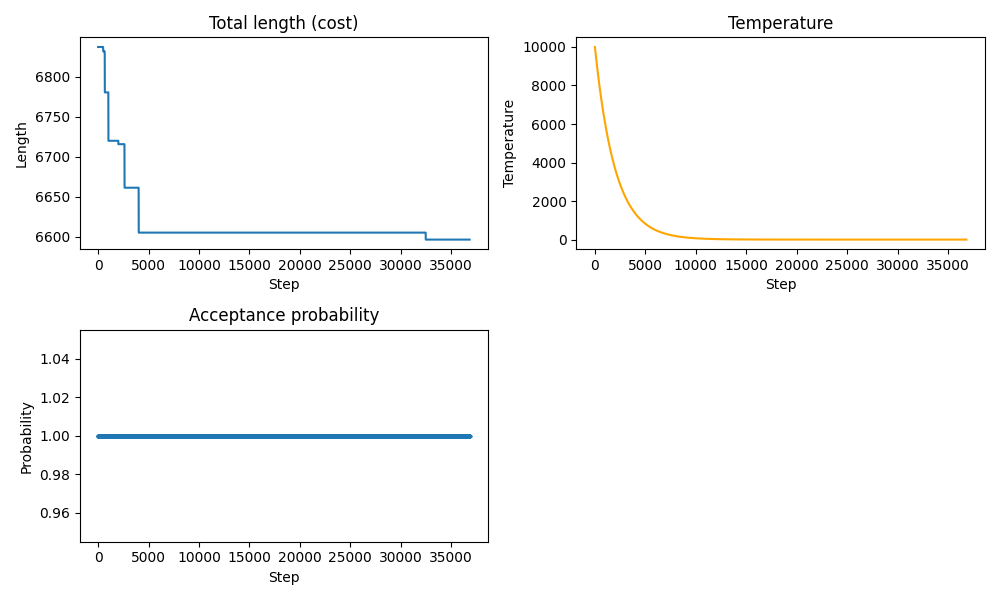 Total length (cost)
Length
6800
6750
6700
6650
6600
0 5000 10000 15000 20000 25000 30000 35000
Step
Temperature
Temperature
10000
8000
6000
4000
2000
0
0 5000 10000 15000 20000 25000 30000 35000
Step
Acceptance probability
Probability
1.04
1.02
1.00
0.98
0.96
0 5000 10000 15000 20000 25000 30000 35000
Step